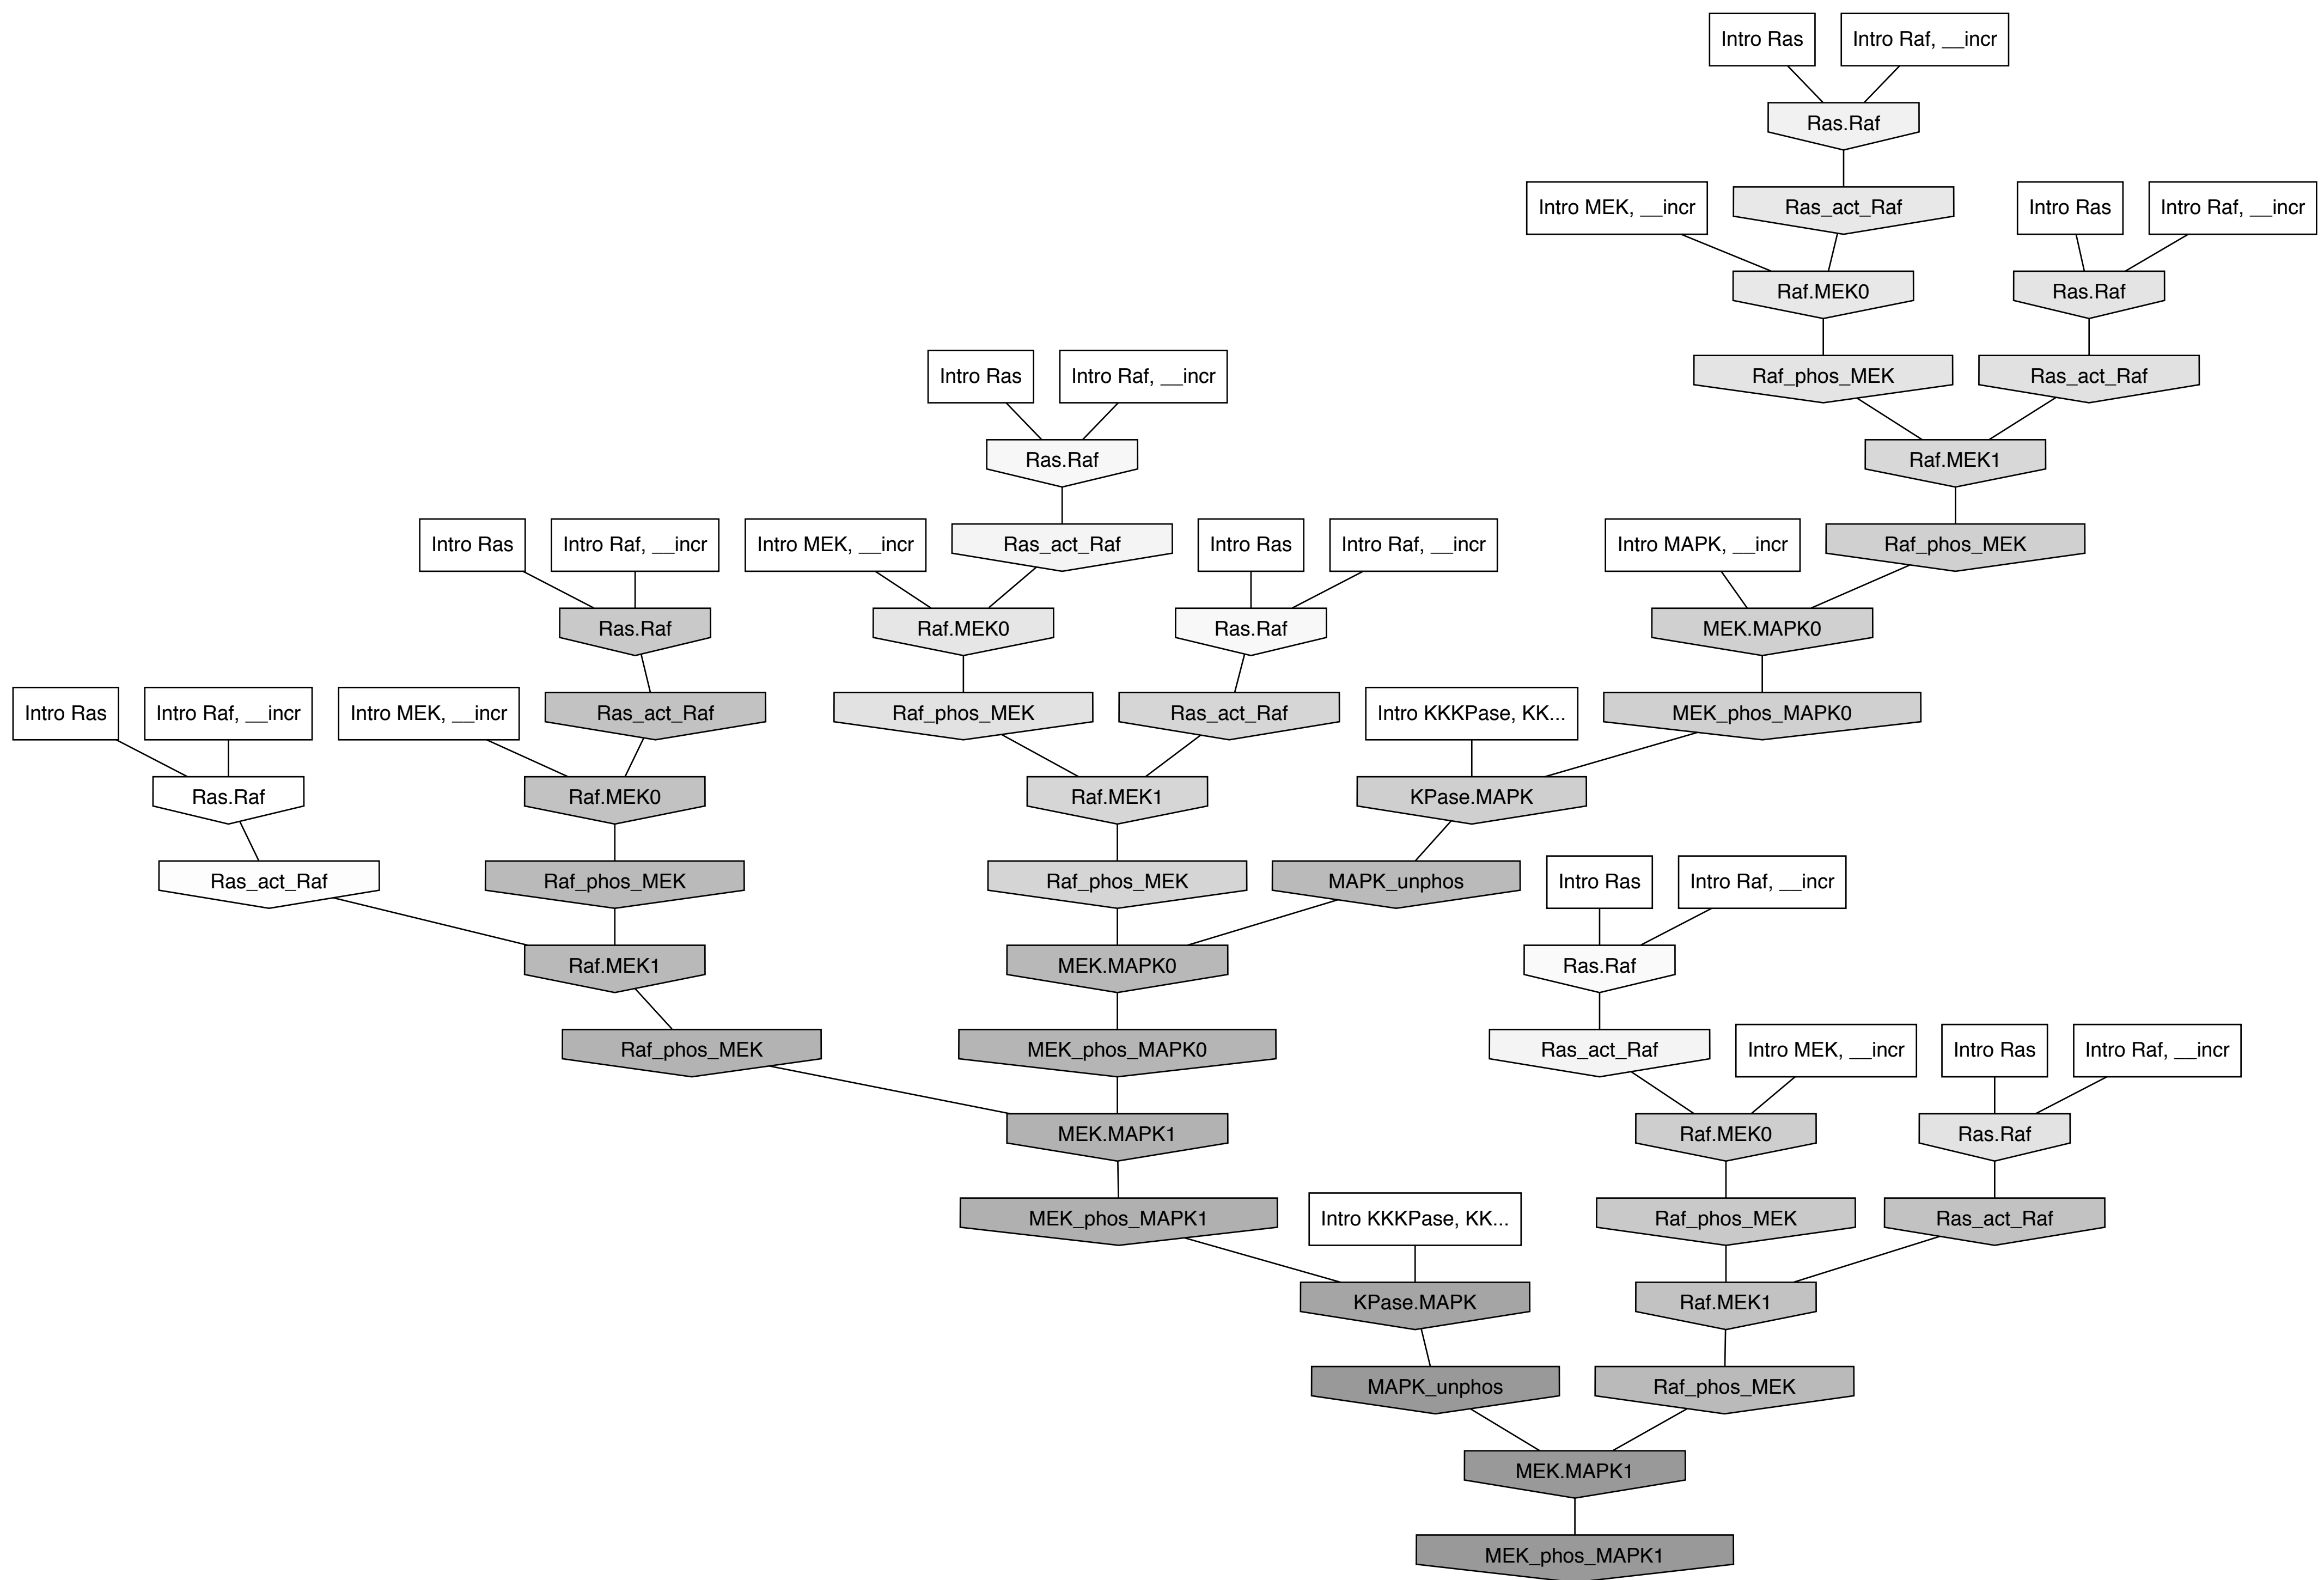 Intro Ras
Intro Raf, __incr
Ras.Raf
Intro MEK, __incr
Ras_act_Raf
Intro Ras
Intro Raf, __incr
Raf.MEK0
Ras.Raf
Intro Ras
Intro Raf, __incr
Raf_phos_MEK
Ras_act_Raf
Ras.Raf
Raf.MEK1
Intro Ras
Intro Raf, __incr
Intro MEK, __incr
Ras_act_Raf
Intro Ras
Intro Raf, __incr
Intro MAPK, __incr
Raf_phos_MEK
Ras.Raf
Raf.MEK0
Ras.Raf
MEK.MAPK0
Intro Ras
Intro Raf, __incr
Intro MEK, __incr
Ras_act_Raf
Raf_phos_MEK
Ras_act_Raf
Intro KKKPase, KK...
MEK_phos_MAPK0
Ras.Raf
Raf.MEK0
Raf.MEK1
KPase.MAPK
Ras_act_Raf
Raf_phos_MEK
Raf_phos_MEK
MAPK_unphos
Intro Ras
Intro Raf, __incr
Raf.MEK1
MEK.MAPK0
Ras.Raf
Raf_phos_MEK
MEK_phos_MAPK0
Ras_act_Raf
Intro MEK, __incr
Intro Ras
Intro Raf, __incr
MEK.MAPK1
Raf.MEK0
Ras.Raf
MEK_phos_MAPK1
Intro KKKPase, KK...
Raf_phos_MEK
Ras_act_Raf
KPase.MAPK
Raf.MEK1
MAPK_unphos
Raf_phos_MEK
MEK.MAPK1
MEK_phos_MAPK1